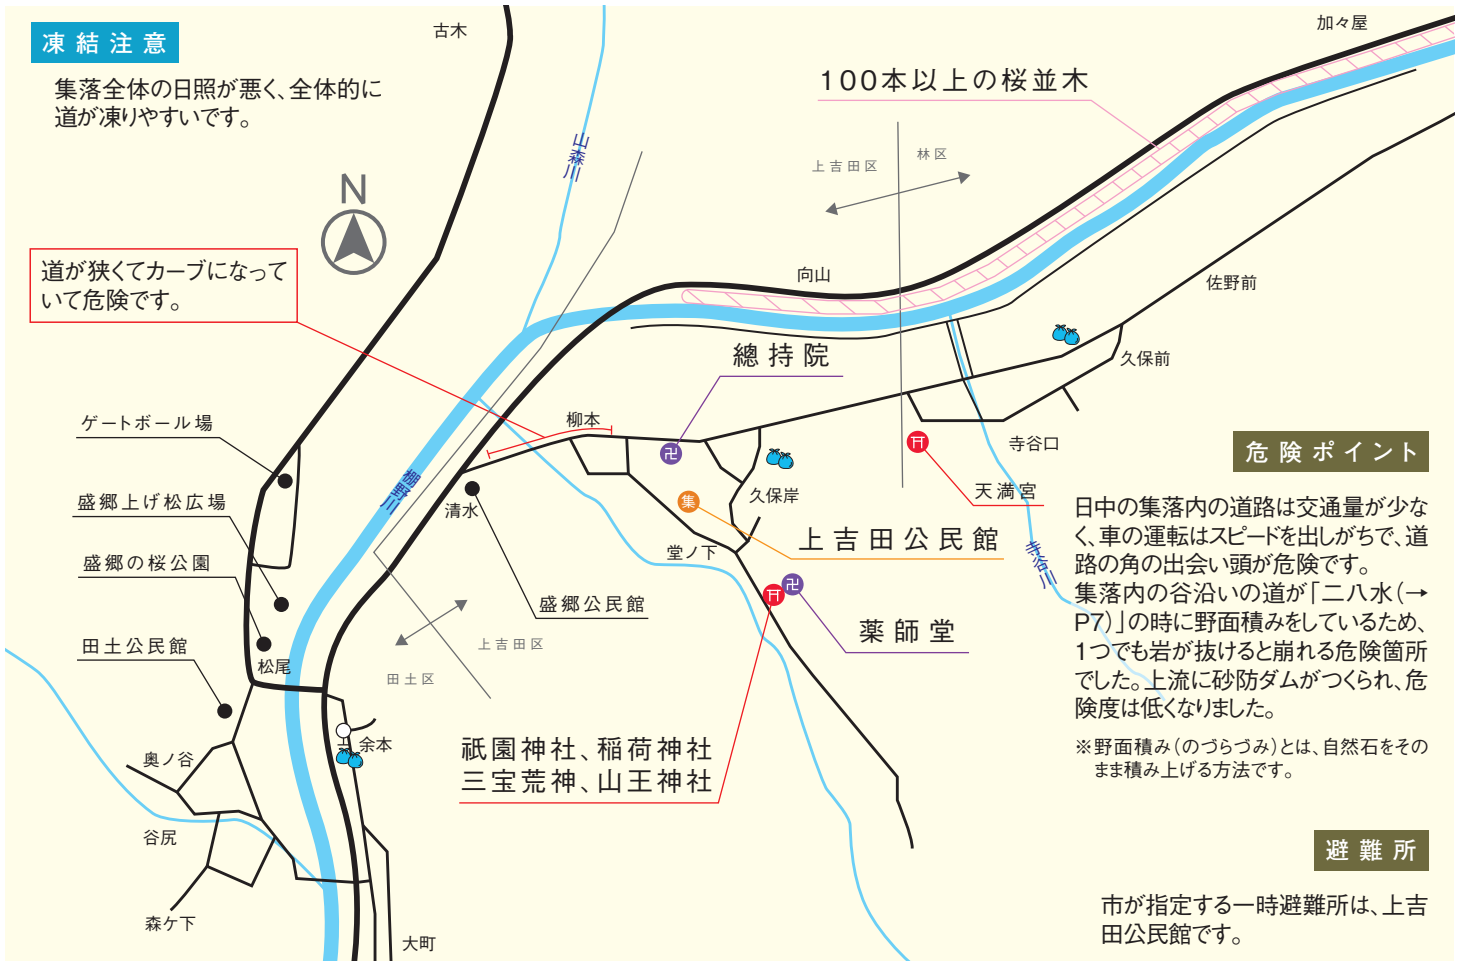 凍結注意
集落全体の日照が悪く、全体的に
道が凍りやすいです。
古木
加々屋
100本以上の桜並木
山森川
上吉田区
林区
N
道が狭くてカーブになって
いて危険です。
向山
佐野前
總持院
久保前
柳本
ゲートボール場
卍
寺谷口
危険ポイント
盛郷上げ松広場
棚野川
清水
集
久保岸
天満宮
日中の集落内の道路は交通量が少な
く、車の運転はスピードを出しがちで、道
路の角の出会い頭が危険です。
集落内の谷沿いの道が「二八水(→
P7)」の時に野面積みをしているため、
1つでも岩が抜けると崩れる危険箇所
でした。上流に砂防ダムがつくられ、危
険度は低くなりました。
※野面積み(のづらづみ)とは、自然石をその
まま積み上げる方法です。
上吉田公民館
堂ノ下
寺谷川
盛郷の桜公園
盛郷公民館
卍
薬師堂
田土公民館
松尾
上吉田区
田土区
祇園神社、稲荷神社
三宝荒神、山王神社
余本
奥ノ谷
谷尻
森ケ下
大町
避難所
市が指定する一時避難所は、上吉
田公民館です。